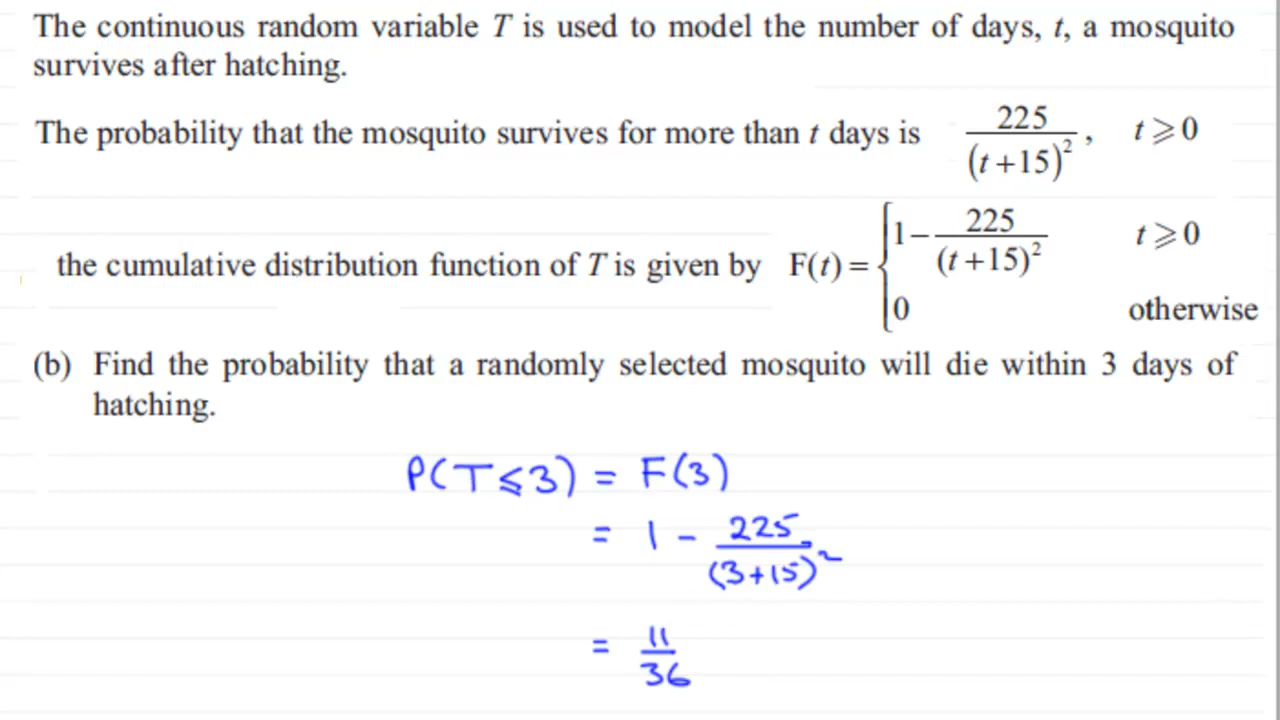 The continuous random variable T is used to model the number of days, t, a mosquito
survives after hatching.
The probability that the mosquito survives for more than t days is 225/(t+15)², t ⩾ 0
the cumulative distribution function of T is given by F(t) = { 1 − 225/(t+15)² t ⩾ 0
0 otherwise
(b) Find the probability that a randomly selected mosquito will die within 3 days of
hatching.
P(T ⩽ 3) = F(3)
= 1 - 225/(3+15)²
= 11/36